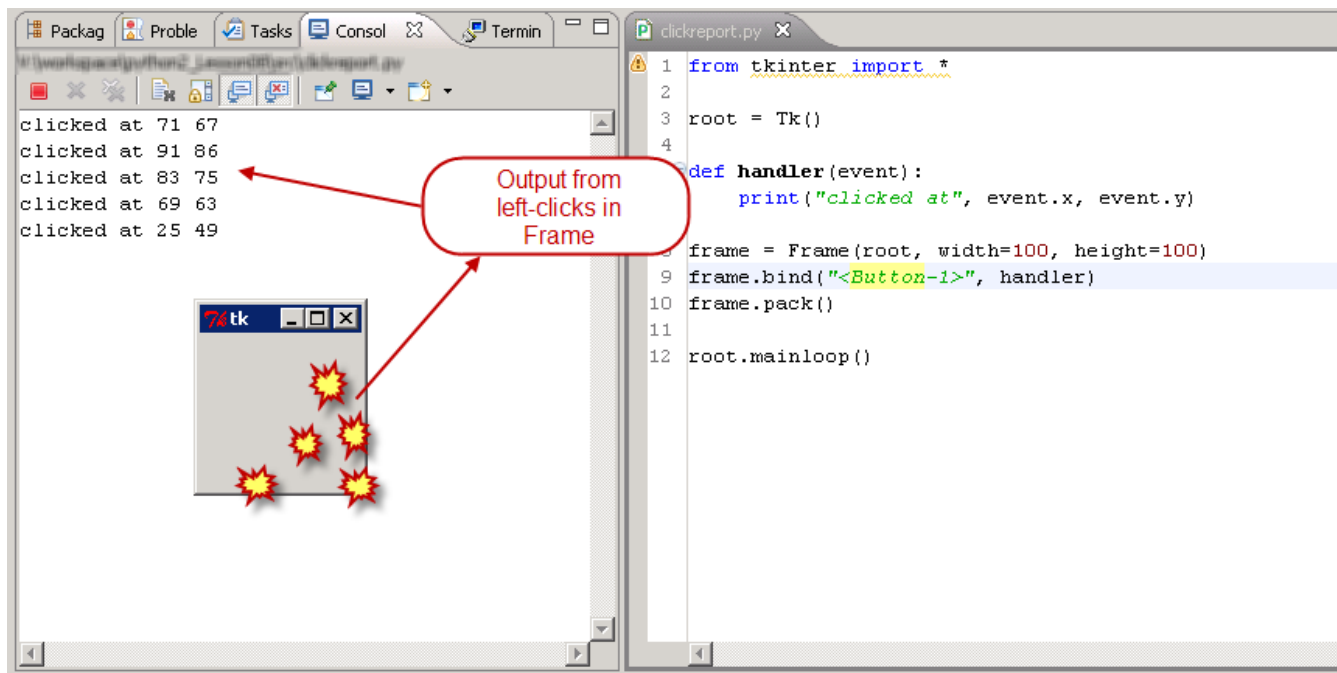 Packag Proble Tasks Consol Termin
clickreport.py
clicked at 71 67
clicked at 91 86
clicked at 83 75
clicked at 69 63
clicked at 25 49
Output from
left-clicks in
Frame
tk
1 from tkinter import *
2
3 root = Tk()
4
def handler(event):
print("clicked at", event.x, event.y)
frame = Frame(root, width=100, height=100)
9 frame.bind("<Button-1>", handler)
10 frame.pack()
11
12 root.mainloop()